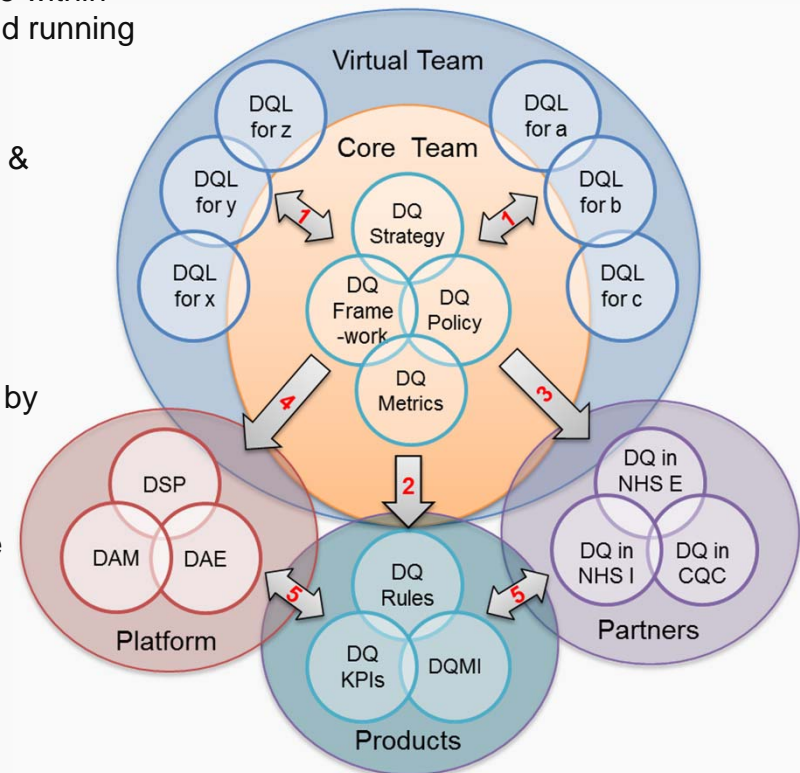 d running
&
by
Virtual Team
DQL
for z
DQL
for y
DQL
for x
DQL
for a
DQL
for b
DQL
for c
Core Team
DQ
Strategy
DQ
Frame
-work
DQ
Policy
DQ
Metrics
1
1
4
3
2
DSP
DAM
DAE
Platform
DQ in
NHS E
DQ in
NHS I
DQ in
CQC
Partners
5
5
DQ
Rules
DQ
KPIs
DQMI
Products